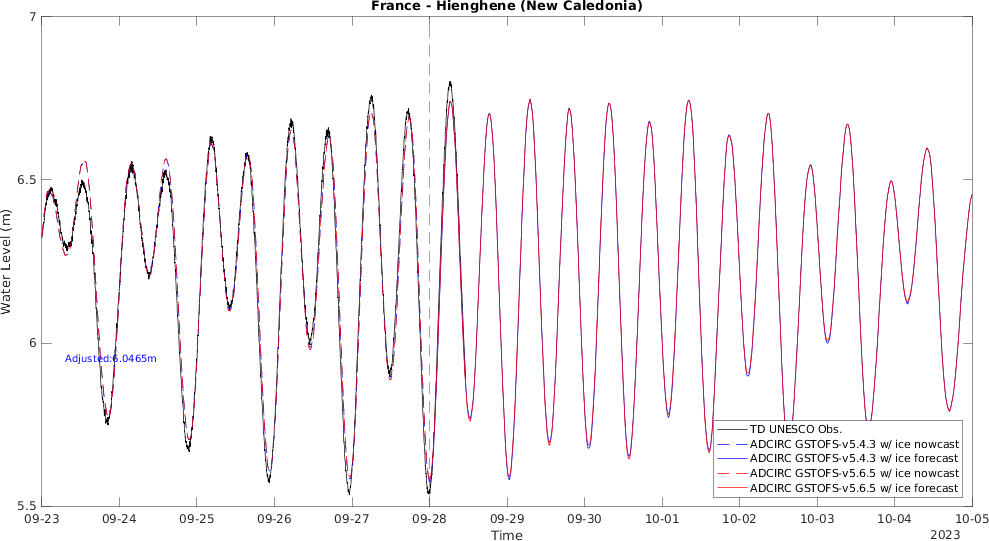 France - Hienghene (New Caledonia)
7
6.5
6
5.5
Water Level (m)
Adjusted:6.0465m
TD UNESCO Obs.
ADCIRC GSTOFS-v5.4.3 w/ ice nowcast
ADCIRC GSTOFS-v5.4.3 w/ ice forecast
ADCIRC GSTOFS-v5.6.5 w/ ice nowcast
ADCIRC GSTOFS-v5.6.5 w/ ice forecast
09-23 09-24 09-25 09-26 09-27 09-28 09-29 09-30 10-01 10-02 10-03 10-04 10-05
Time
2023